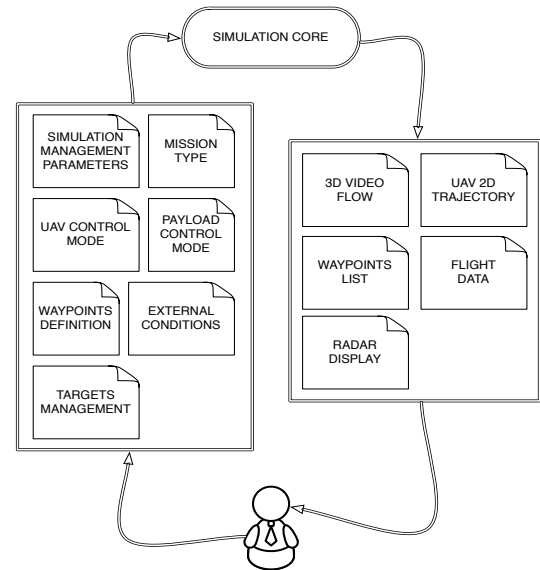 SIMULATION CORE
SIMULATION
MANAGEMENT
PARAMETERS
MISSION
TYPE
UAV CONTROL
MODE
PAYLOAD
CONTROL
MODE
WAYPOINTS
DEFINITION
EXTERNAL
CONDITIONS
TARGETS
MANAGEMENT
3D VIDEO
FLOW
UAV 2D
TRAJECTORY
WAYPOINTS
LIST
FLIGHT
DATA
RADAR
DISPLAY